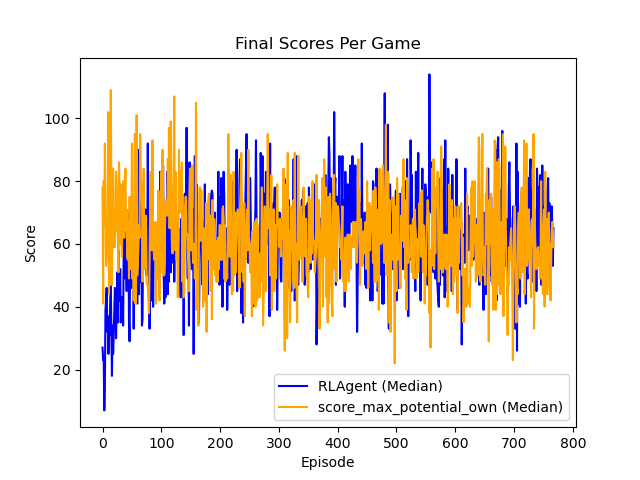 Final Scores Per Game
Score
100
80
60
40
20
0
100
200
300
400
500
600
700
800
Episode
RLAgent (Median)
score_max_potential_own (Median)